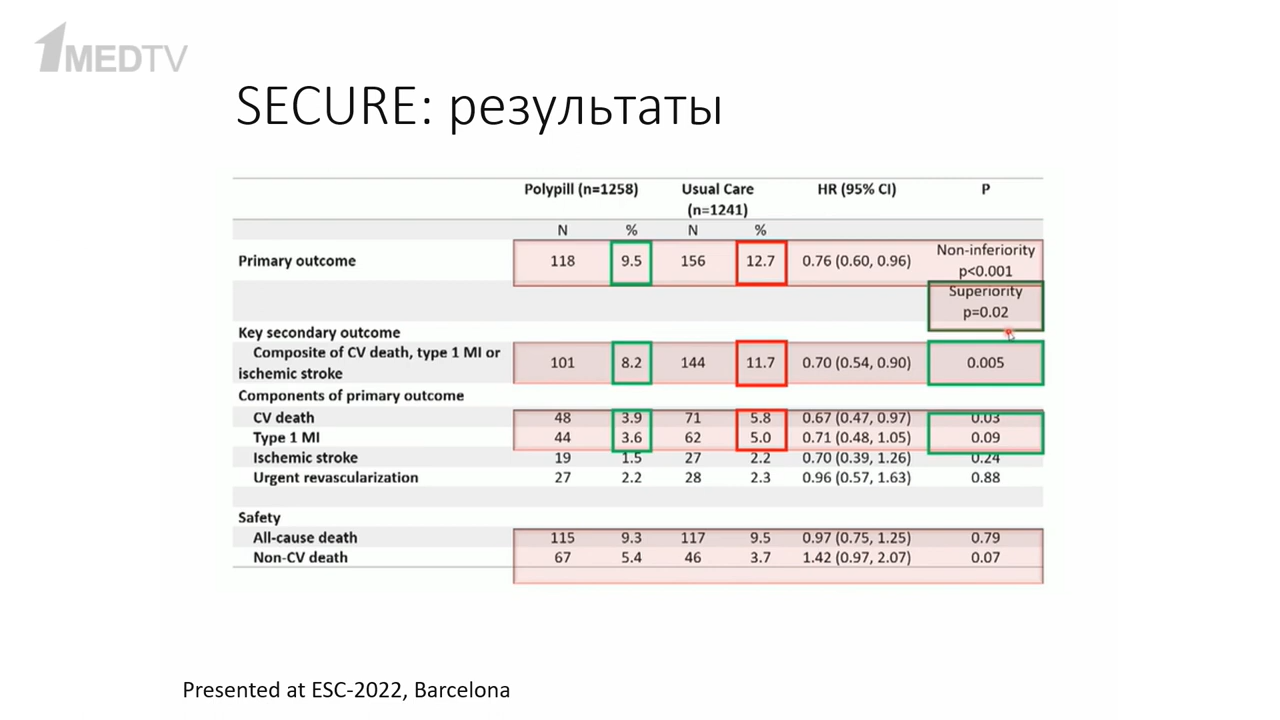 1MEDTV
SECURE: результаты
Polypill (n=1258) Usual Care HR (95% CI) P
(n=1241)
N % N %
Primary outcome 118 9.5 156 12.7 0.76 (0.60, 0.96) Non-inferiority
p<0.001
Superiority
p=0.02
Key secondary outcome
Composite of CV death, type 1 MI or
ischemic stroke 101 8.2 144 11.7 0.70 (0.54, 0.90) 0.005
Components of primary outcome
CV death 48 3.9 71 5.8 0.67 (0.47, 0.97) 0.03
Type 1 MI 44 3.6 62 5.0 0.71 (0.48, 1.05) 0.09
Ischemic stroke 19 1.5 27 2.2 0.70 (0.39, 1.26) 0.24
Urgent revascularization 27 2.2 28 2.3 0.96 (0.57, 1.63) 0.88
Safety
All-cause death 115 9.3 117 9.5 0.97 (0.75, 1.25) 0.79
Non-CV death 67 5.4 46 3.7 1.42 (0.97, 2.07) 0.07
Presented at ESC-2022, Barcelona